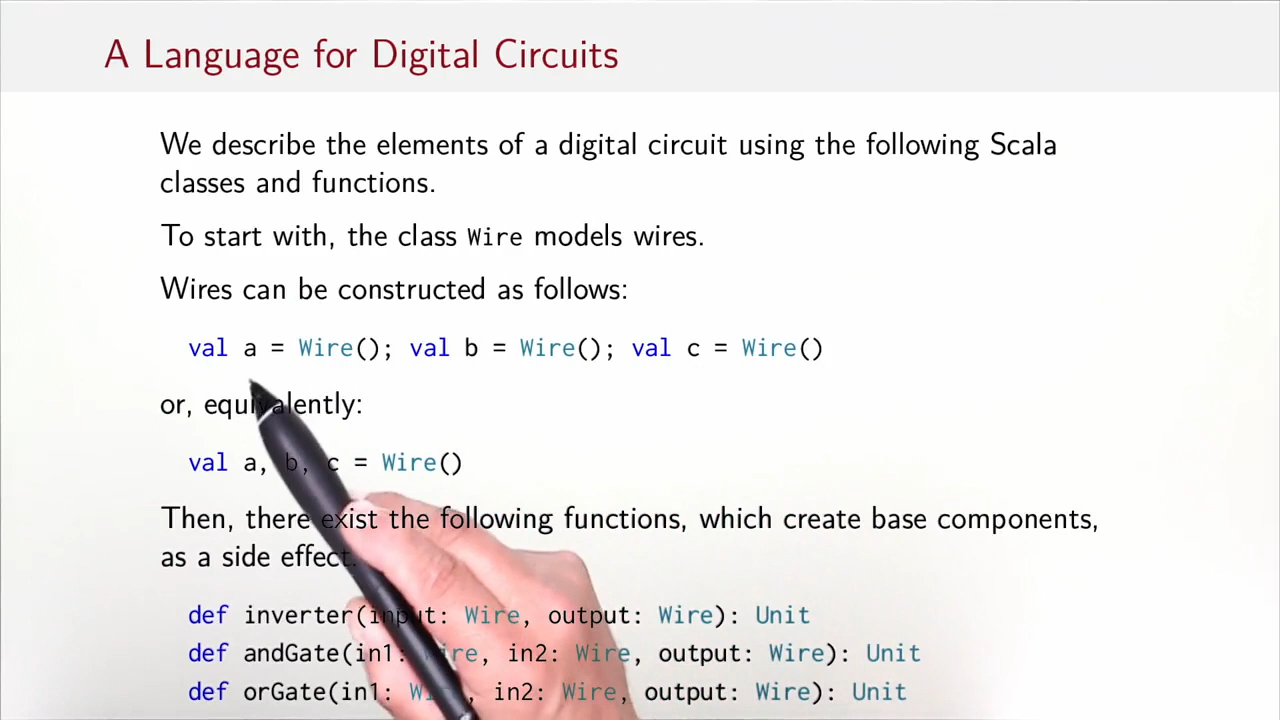 A Language for Digital Circuits
We describe the elements of a digital circuit using the following Scala
classes and functions.
To start with, the class Wire models wires.
Wires can be constructed as follows:
val a = Wire(); val b = Wire(); val c = Wire()
or, equivalently:
val a, b, c = Wire()
Then, there exist the following functions, which create base components,
as a side effect.
def inverter(input: Wire, output: Wire): Unit
def andGate(in1: Wire, in2: Wire, output: Wire): Unit
def orGate(in1: Wire, in2: Wire, output: Wire): Unit